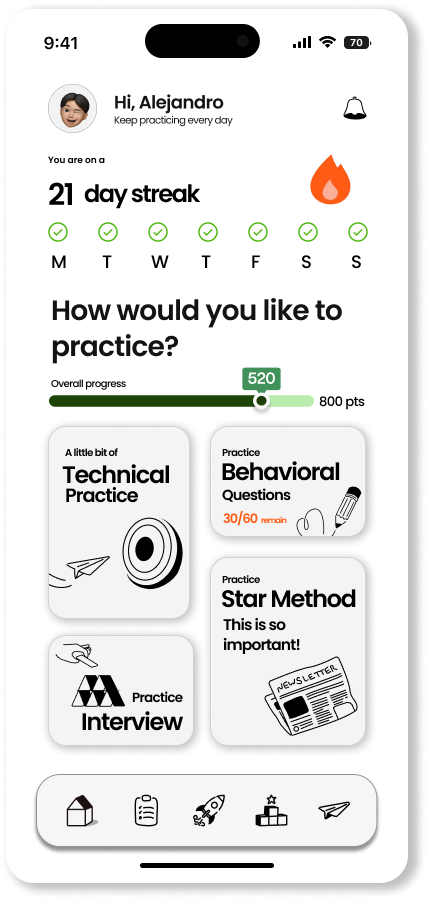 9:41
70
Hi, Alejandro
Keep practicing every day
You are on a
21 day streak
M T W T F S S
How would you like to
practice?
Overall progress
520
800 pts
A little bit of
Technical
Practice
Practice
Behavioral
Questions
30/60 remain
Practice
Star Method
This is so
important!
NEWSLETTER
Practice
Interview